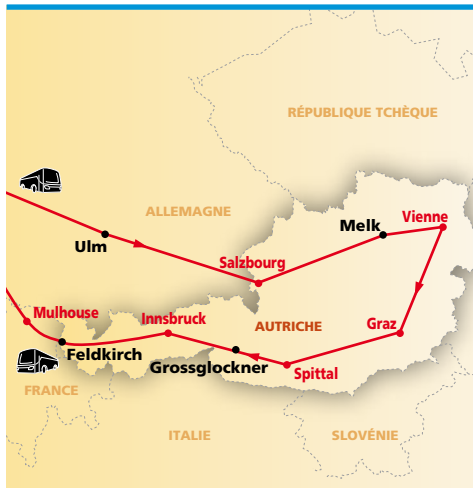 RÉPUBLIQUE TCHÈQUE
ALLEMAGNE
Melk
Vienne
Ulm
Salzbourg
Mulhouse
Innsbruck
AUTRICHE
Graz
Feldkirch
Grossglockner
Spittal
FRANCE
ITALIE
SLOVÉNIE